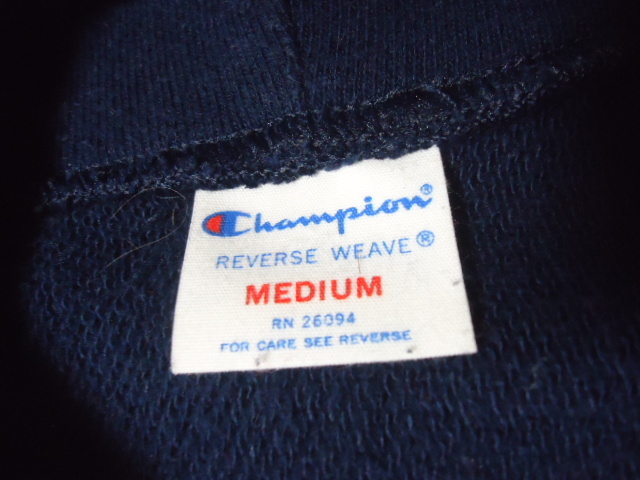 Champion®
REVERSE WEAVE®
MEDIUM
RN 26094
FOR CARE SEE REVERSE